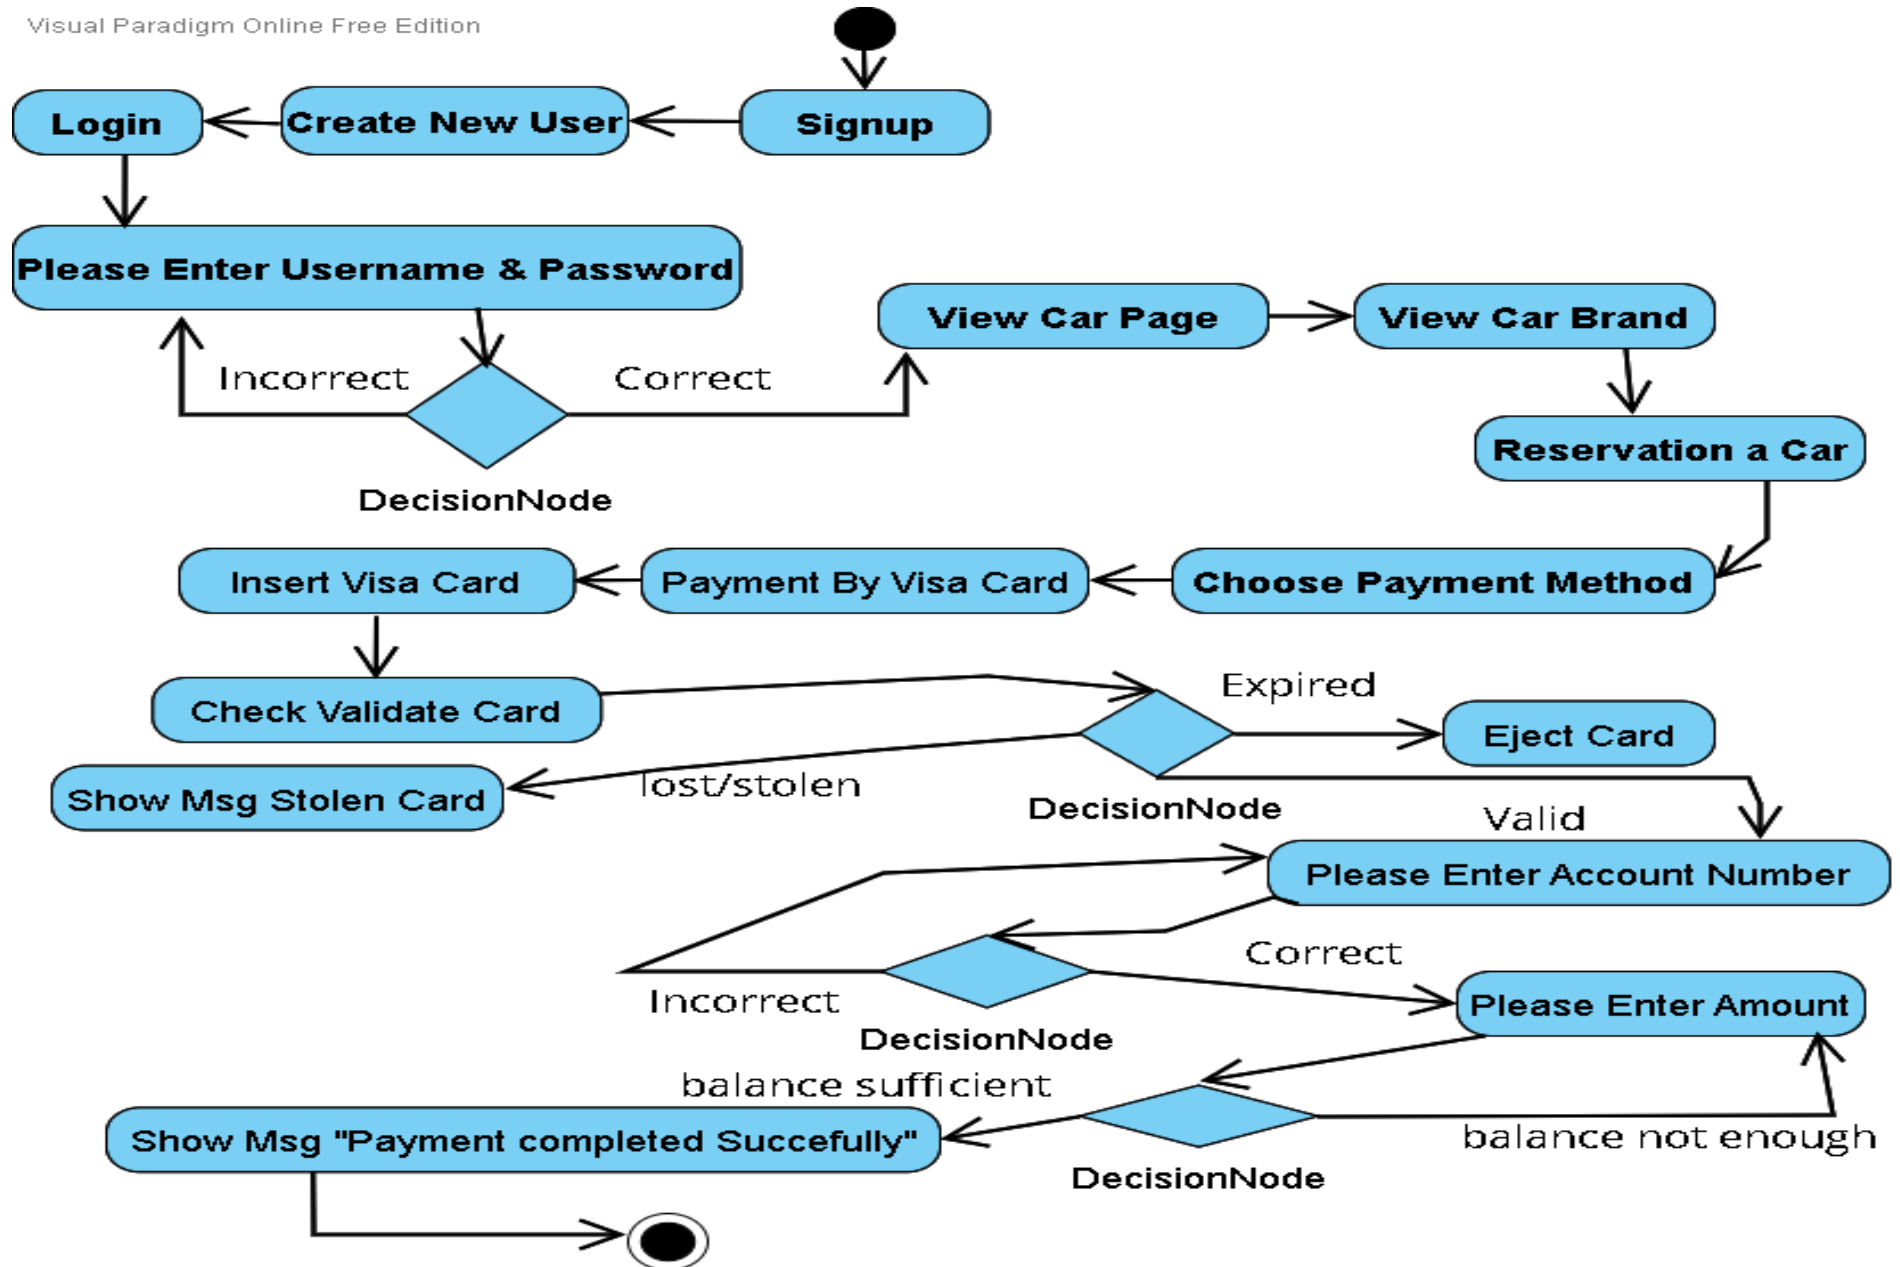 Visual Paradigm Online Free Edition
Login
Create New User
Signup
Please Enter Username & Password
View Car Page
View Car Brand
Incorrect
Correct
Reservation a Car
DecisionNode
Insert Visa Card
Payment By Visa Card
Choose Payment Method
Check Validate Card
Expired
Eject Card
Show Msg Stolen Card
lost/stolen
DecisionNode
Valid
Please Enter Account Number
Correct
Incorrect
Please Enter Amount
DecisionNode
balance sufficient
Show Msg "Payment completed Succefully"
balance not enough
DecisionNode